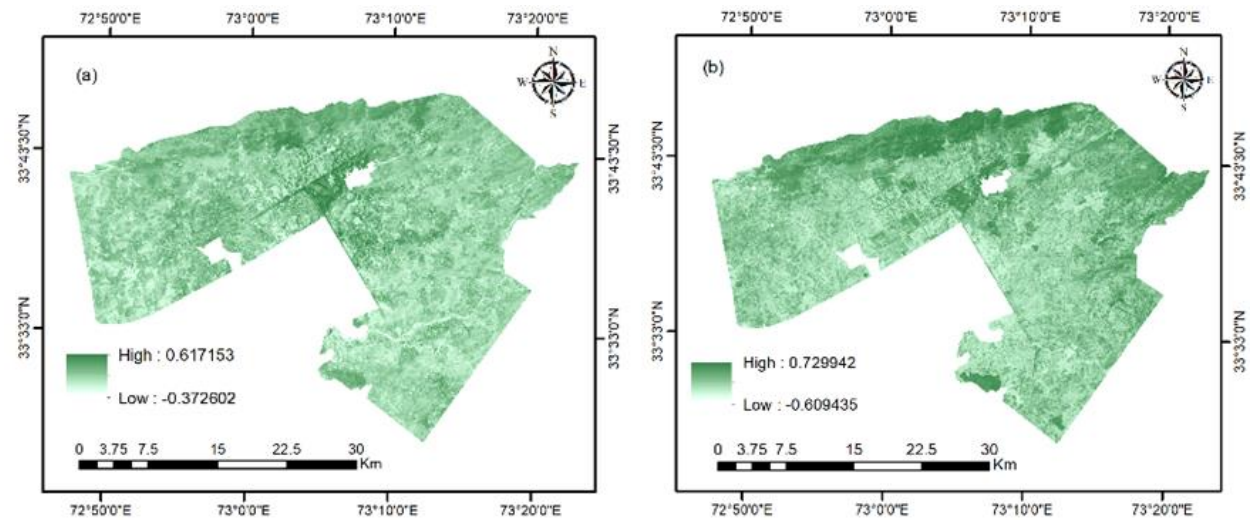 72°50'0"E 73°0'0"E 73°10'0"E 73°20'0"E
(a)
N
W E
S
33°43'30"N
33°43'30"N
33°33'0"N
33°33'0"N
High : 0.617153
Low : -0.372602
0 3.75 7.5 15 22.5 30
Km
72°50'0"E 73°0'0"E 73°10'0"E 73°20'0"E
72°50'0"E 73°0'0"E 73°10'0"E 73°20'0"E
(b)
N
W E
S
33°43'30"N
33°43'30"N
33°33'0"N
33°33'0"N
High : 0.729942
Low : -0.609435
0 3.75 7.5 15 22.5 30
Km
72°50'0"E 73°0'0"E 73°10'0"E 73°20'0"E